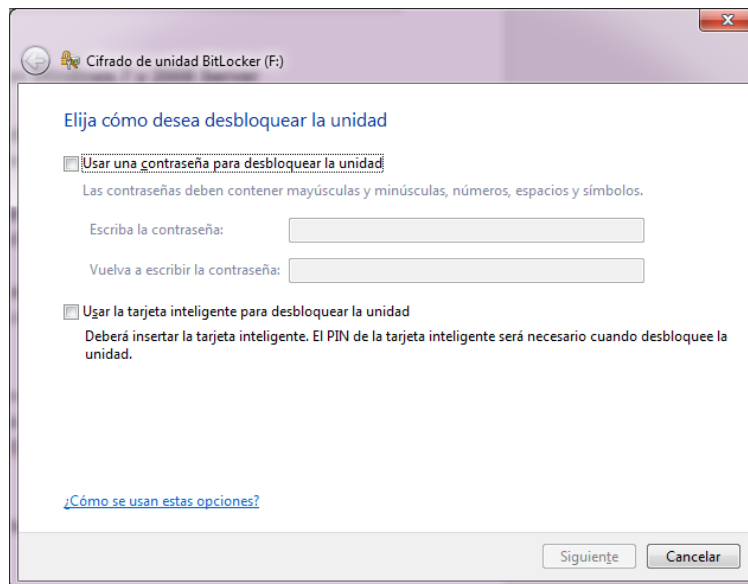 Cifrado de unidad BitLocker (F:)
Elija cómo desea desbloquear la unidad
Usar una contraseña para desbloquear la unidad
Las contraseñas deben contener mayúsculas y minúsculas, números, espacios y símbolos.
Escriba la contraseña:
Vuelva a escribir la contraseña:
Usar la tarjeta inteligente para desbloquear la unidad
Deberá insertar la tarjeta inteligente. El PIN de la tarjeta inteligente será necesario cuando desbloquee la
unidad.
¿Cómo se usan estas opciones?
Siguiente
Cancelar